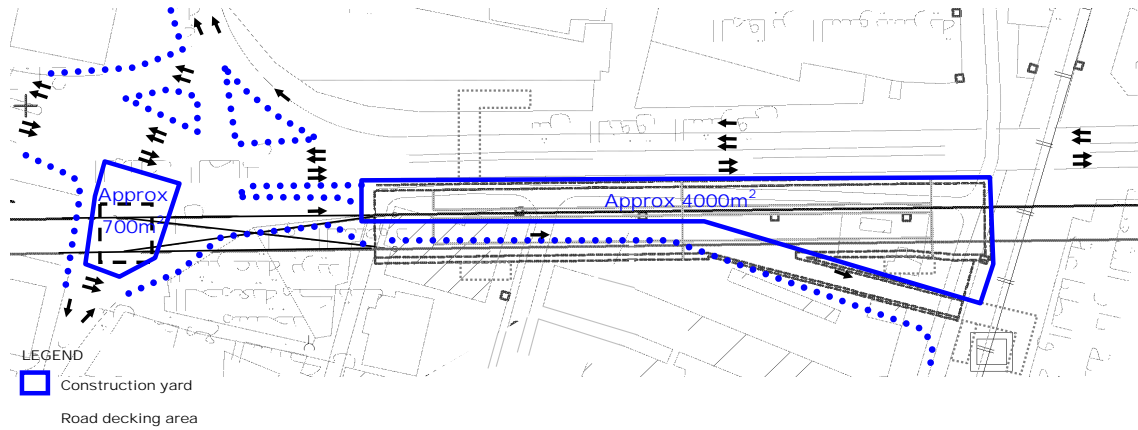 Approx
700m²
Approx 4000m²
LEGEND
Construction yard
Road decking area